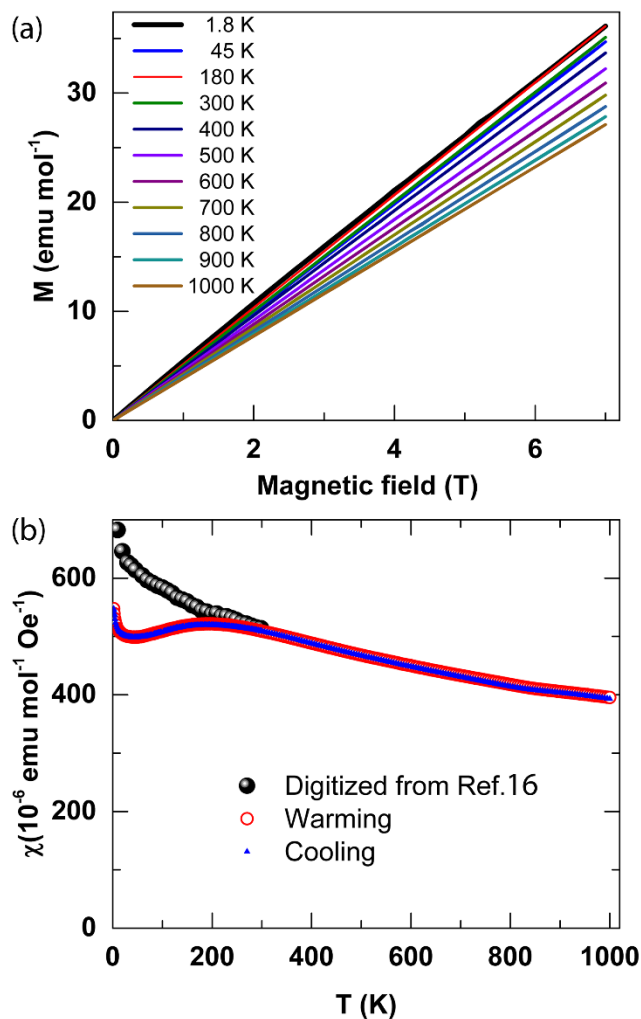 (a)
1.8 K
45 K
180 K
300 K
400 K
500 K
600 K
700 K
800 K
900 K
1000 K
M (emu mol⁻¹)
30
20
10
0
0 2 4 6
Magnetic field (T)
(b)
χ(10⁻⁶ emu mol⁻¹ Oe⁻¹)
600
400
200
0
Digitized from Ref.16
Warming
Cooling
0 200 400 600 800 1000
T (K)